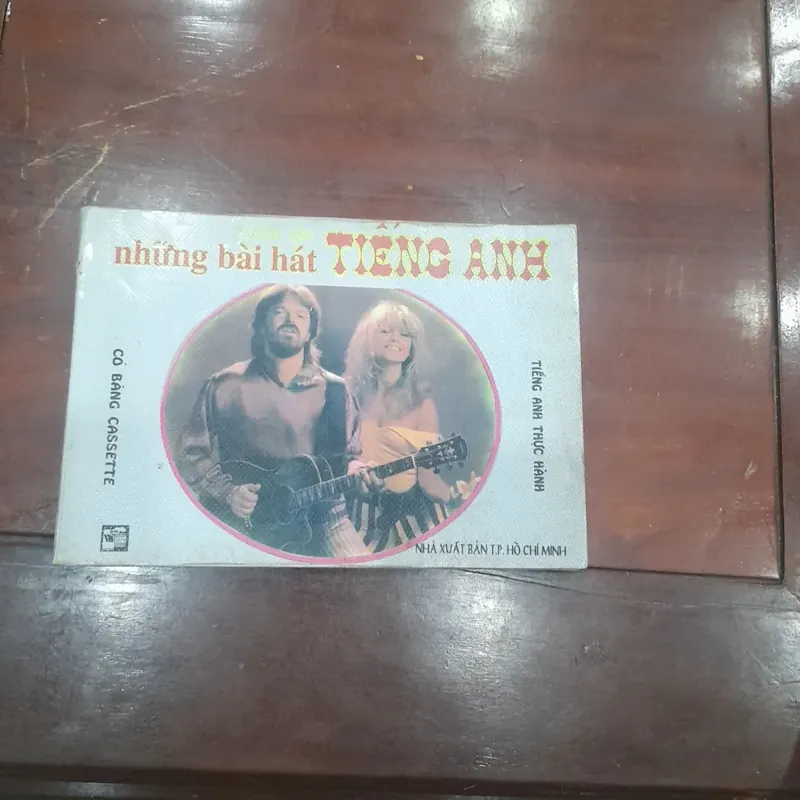 những bài hát TIẾNG ANH
CÓ BĂNG CASSETTE
TIẾNG ANH THỰC HÀNH
NHÀ XUẤT BẢN T.P. HỒ CHÍ MINH